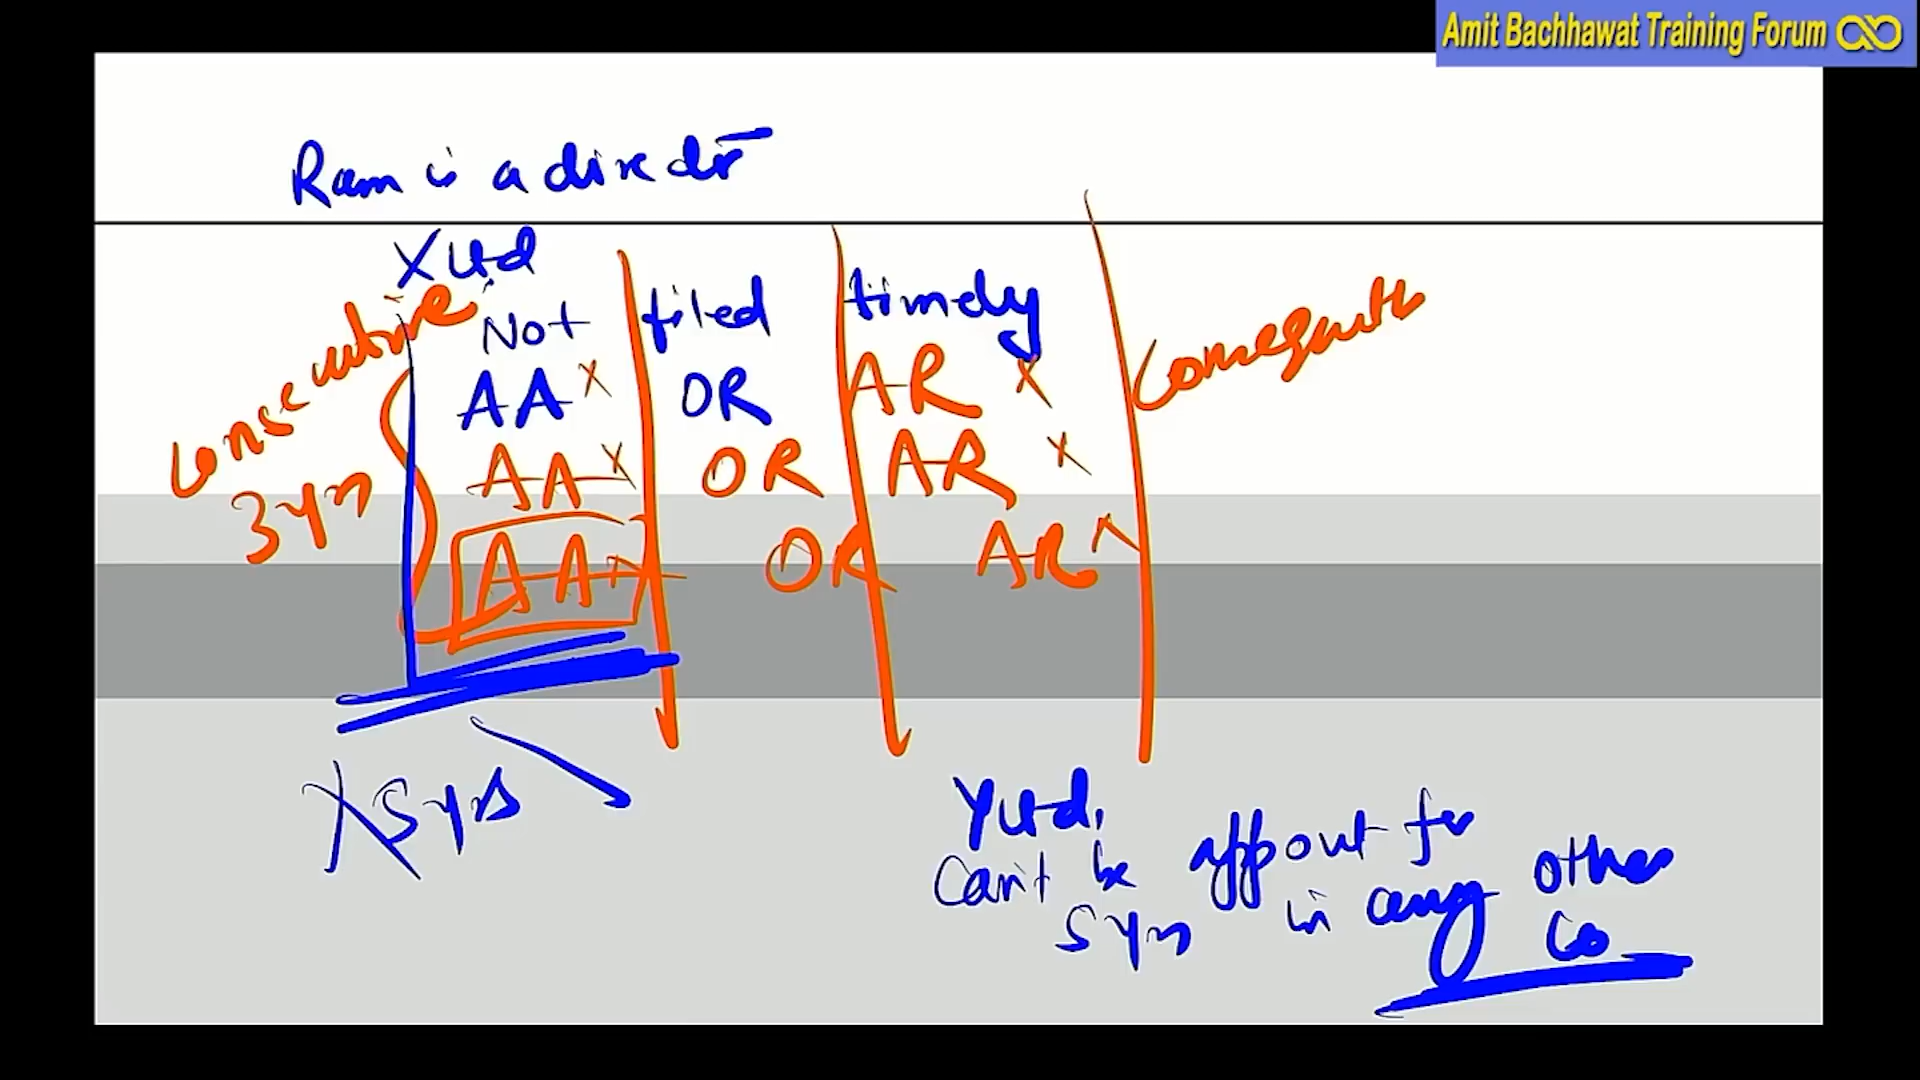 Amit Bachhawat Training Forum
Ram is a director
X Ltd
Not filed timely
AA X OR AR X
AA X OR AR X
AA X OR AR X
Consecutive
3 yrs
X 5 yrs
Y Ltd,
Can't be appoint for
5 yrs in any other
Co